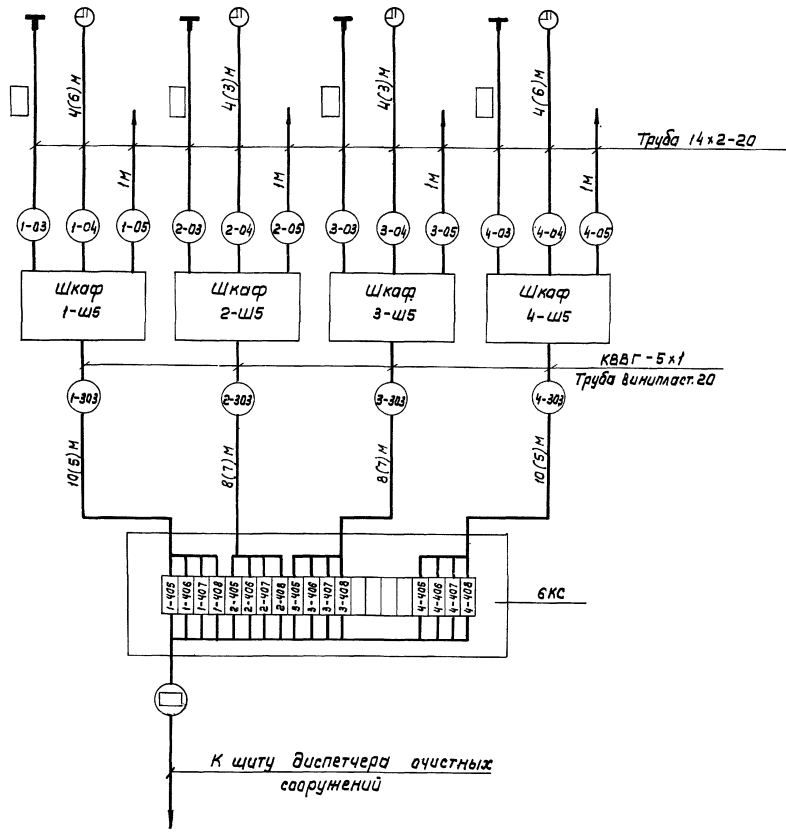 4(6)М
4(3)М
4(3)М
4(6)М
Труба 14×2-20
1М
1М
1М
1М
1-03
1-04
1-05
2-03
2-04
2-05
3-03
3-04
3-05
4-03
4-04
4-05
Шкаф
1-Ш5
Шкаф
2-Ш5
Шкаф
3-Ш5
Шкаф
4-Ш5
КВВГ-5×1
Труба винипласт.20
1-303
2-303
3-303
4-303
10(5)М
8(7)М
8(7)М
10(5)М
1-405
1-406
1-407
1-408
2-405
2-406
2-407
2-408
3-405
3-406
3-407
3-408
4-405
4-406
4-407
4-408
6КС
К щиту диспетчера очистных
сооружений